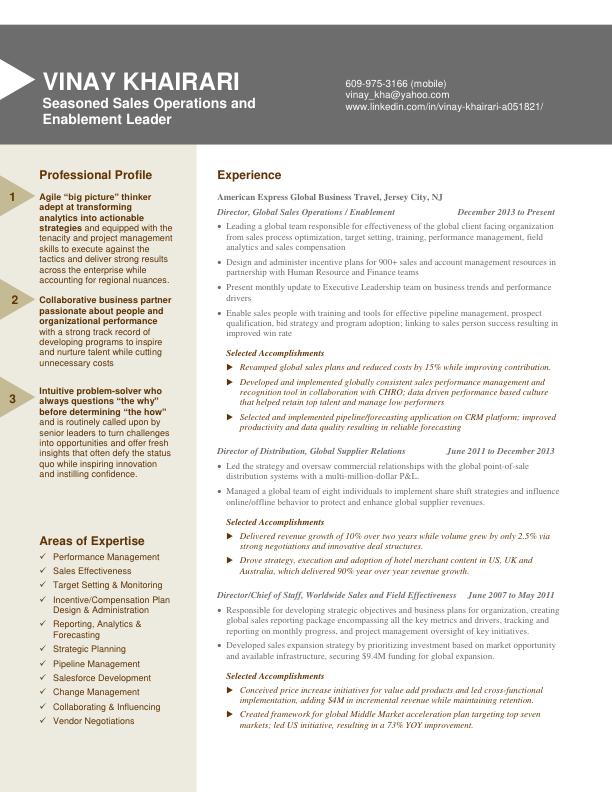 VINAY KHAIRARI
Seasoned Sales Operations and
Enablement Leader
609-975-3166 (mobile)
vinay_kha@yahoo.com
www.linkedin.com/in/vinay-khairari-a051821/
Professional Profile
1
Agile “big picture” thinker
adept at transforming
analytics into actionable
strategies and equipped with the
tenacity and project management
skills to execute against the
tactics and deliver strong results
across the enterprise while
accounting for regional nuances.
2
Collaborative business partner
passionate about people and
organizational performance
with a strong track record of
developing programs to inspire
and nurture talent while cutting
unnecessary costs
3
Intuitive problem-solver who
always questions “the why”
before determining “the how”
and is routinely called upon by
senior leaders to turn challenges
into opportunities and offer fresh
insights that often defy the status
quo while inspiring innovation
and instilling confidence.
Areas of Expertise
✓ Performance Management
✓ Sales Effectiveness
✓ Target Setting & Monitoring
✓ Incentive/Compensation Plan
Design & Administration
✓ Reporting, Analytics &
Forecasting
✓ Strategic Planning
✓ Pipeline Management
✓ Salesforce Development
✓ Change Management
✓ Collaborating & Influencing
✓ Vendor Negotiations
Experience
American Express Global Business Travel, Jersey City, NJ
Director, Global Sales Operations / Enablement December 2013 to Present
• Leading a global team responsible for effectiveness of the global client facing organization
from sales process optimization, target setting, training, performance management, field
analytics and sales compensation
• Design and administer incentive plans for 900+ sales and account management resources in
partnership with Human Resource and Finance teams
• Present monthly update to Executive Leadership team on business trends and performance
drivers
• Enable sales people with training and tools for effective pipeline management, prospect
qualification, bid strategy and program adoption; linking to sales person success resulting in
improved win rate
Selected Accomplishments
► Revamped global sales plans and reduced costs by 15% while improving contribution.
► Developed and implemented globally consistent sales performance management and
recognition tool in collaboration with CHRO; data driven performance based culture
that helped retain top talent and manage low performers
► Selected and implemented pipeline/forecasting application on CRM platform; improved
productivity and data quality resulting in reliable forecasting
Director of Distribution, Global Supplier Relations June 2011 to December 2013
• Led the strategy and oversaw commercial relationships with the global point-of-sale
distribution systems with a multi-million-dollar P&L.
• Managed a global team of eight individuals to implement share shift strategies and influence
online/offline behavior to protect and enhance global supplier revenues.
Selected Accomplishments
► Delivered revenue growth of 10% over two years while volume grew by only 2.5% via
strong negotiations and innovative deal structures.
► Drove strategy, execution and adoption of hotel merchant content in US, UK and
Australia, which delivered 90% year over year revenue growth.
Director/Chief of Staff, Worldwide Sales and Field Effectiveness June 2007 to May 2011
• Responsible for developing strategic objectives and business plans for organization, creating
global sales reporting package encompassing all the key metrics and drivers, tracking and
reporting on monthly progress, and project management oversight of key initiatives.
• Developed sales expansion strategy by prioritizing investment based on market opportunity
and available infrastructure, securing $9.4M funding for global expansion.
Selected Accomplishments
► Conceived price increase initiatives for value add products and led cross-functional
implementation, adding $4M in incremental revenue while maintaining retention.
► Created framework for global Middle Market acceleration plan targeting top seven
markets; led US initiative, resulting in a 73% YOY improvement.